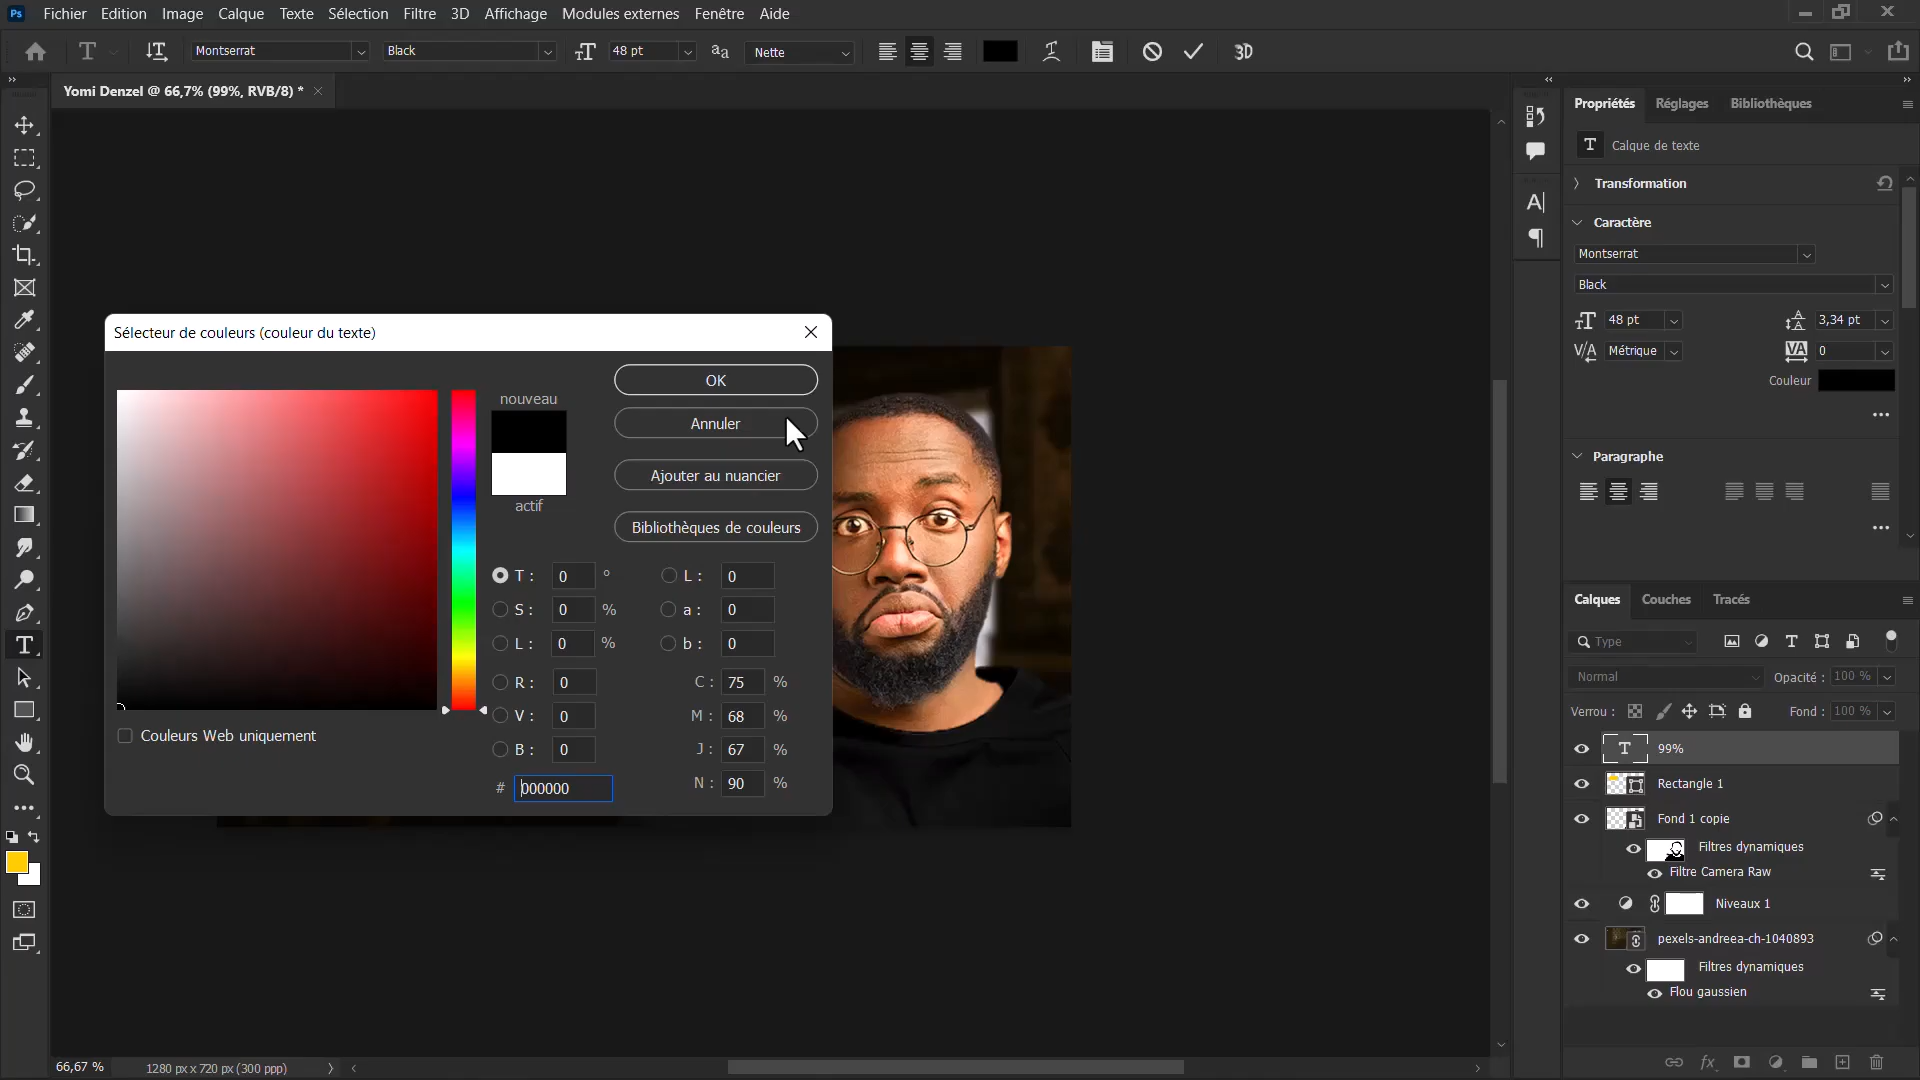 Ps Fichier Edition Image Calque Texte Sélection Filtre 3D Affichage Modules externes Fenêtre Aide
T Montserrat Black 48 pt aa Nette 3D
Yomi Denzel @ 66,7% (99%, RVB/8) *
Propriétés Réglages Bibliothèques
T Calque de texte
Transformation
Caractère
Montserrat
Black
48 pt 3,34 pt
V/A Métrique VA 0
Couleur
Paragraphe
Sélecteur de couleurs (couleur du texte)
OK
nouveau
Annuler
Ajouter au nuancier
actif
Bibliothèques de couleurs
T : 0 ° L : 0
S : 0 % a : 0
L : 0 % b : 0
R : 0 C : 75 %
V : 0 M : 68 %
B : 0 J : 67 %
# 000000 N : 90 %
Couleurs Web uniquement
Calques Couches Tracés
Type
Normal Opacité : 100 %
Verrou : Fond : 100 %
T 99%
Rectangle 1
Fond 1 copie
Filtres dynamiques
Filtre Camera Raw
Niveaux 1
pexels-andreea-ch-1040893
Filtres dynamiques
Flou gaussien
fx
66,67 % 1280 px x 720 px (300 ppp)